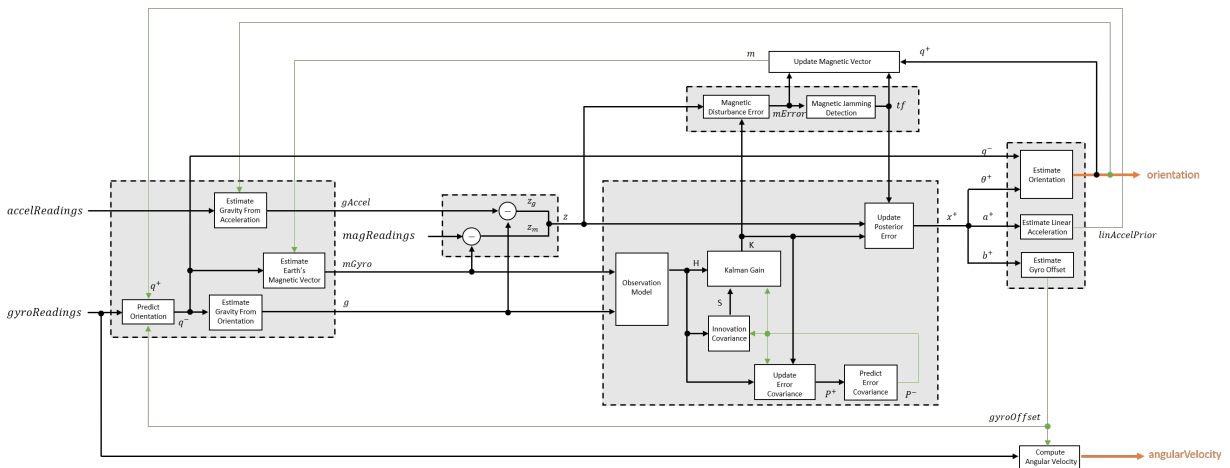 m
Update Magnetic Vector
q⁺
Magnetic
Disturbance Error
mError
Magnetic Jamming
Detection
tf
q⁻
Estimate
Orientation
orientation
θ⁺
accelReadings
Estimate
Gravity From
Acceleration
gAccel
−
z_g
z
magReadings
−
z_m
Update
Posterior
Error
x⁺
a⁺
Estimate Linear
Acceleration
linAccelPrior
K
b⁺
Estimate
Gyro Offset
Estimate
Earth's
Magnetic Vector
mGyro
Observation
Model
H
Kalman Gain
q⁺
gyroReadings
Predict
Orientation
q⁻
Estimate
Gravity From
Orientation
g
S
Innovation
Covariance
Update
Error
Covariance
P⁺
Predict
Error
Covariance
P⁻
gyroOffset
Compute
Angular Velocity
angularVelocity